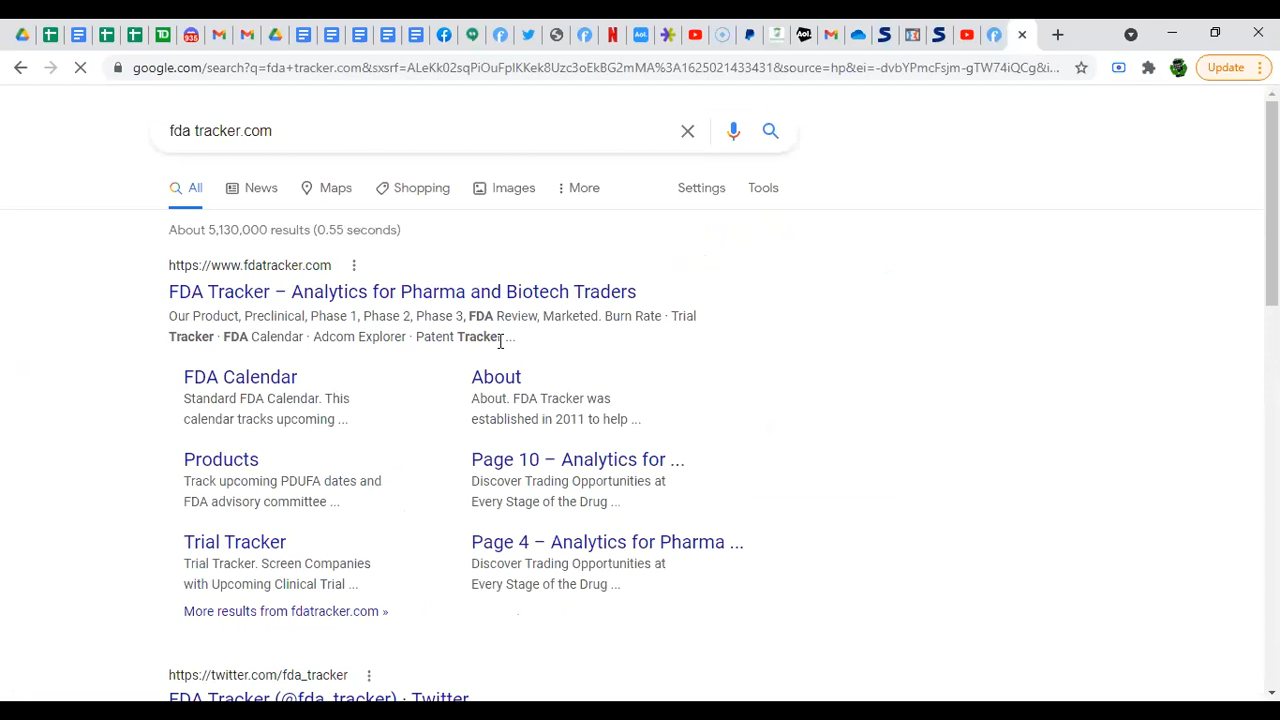 935
TD
Aol.
Aol.
google.com/search?q=fda+tracker.com&sxsrf=ALeKk02sqPiOuFpIKKek8Uzc3oEkBG2mMA%3A1625021433431&source=hp&ei=-dvbYPmcFsjm-gTW74iQCg&i...
Update
fda tracker.com
All News Maps Shopping Images More Settings Tools
About 5,130,000 results (0.55 seconds)
https://www.fdatracker.com
FDA Tracker – Analytics for Pharma and Biotech Traders
Our Product, Preclinical, Phase 1, Phase 2, Phase 3, FDA Review, Marketed. Burn Rate · Trial
Tracker · FDA Calendar · Adcom Explorer · Patent Tracker ...
FDA Calendar
Standard FDA Calendar. This
calendar tracks upcoming ...
About
About. FDA Tracker was
established in 2011 to help ...
Products
Track upcoming PDUFA dates and
FDA advisory committee ...
Page 10 – Analytics for ...
Discover Trading Opportunities at
Every Stage of the Drug ...
Trial Tracker
Trial Tracker. Screen Companies
with Upcoming Clinical Trial ...
Page 4 – Analytics for Pharma ...
Discover Trading Opportunities at
Every Stage of the Drug ...
More results from fdatracker.com »
https://twitter.com/fda_tracker
FDA Tracker (@fda_tracker) · Twitter